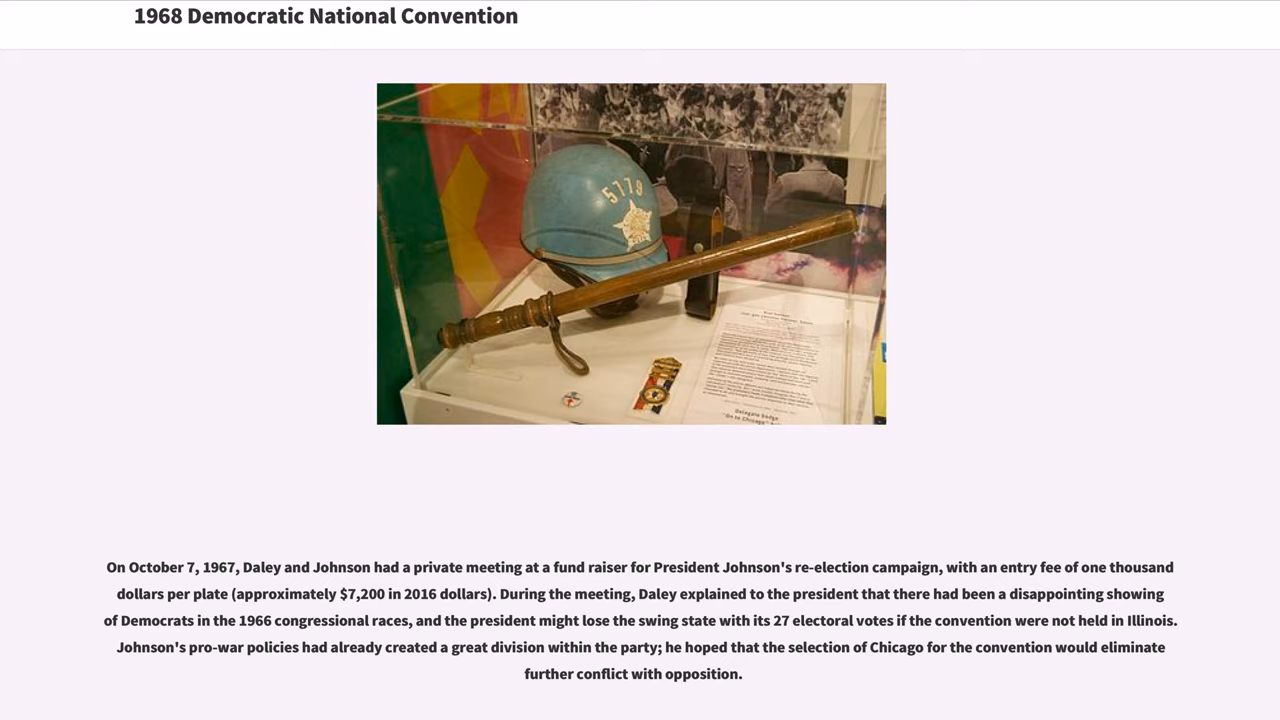 1968 Democratic National Convention
5779
Delegate badge
"On to Chicago"
On October 7, 1967, Daley and Johnson had a private meeting at a fund raiser for President Johnson's re-election campaign, with an entry fee of one thousand
dollars per plate (approximately $7,200 in 2016 dollars). During the meeting, Daley explained to the president that there had been a disappointing showing
of Democrats in the 1966 congressional races, and the president might lose the swing state with its 27 electoral votes if the convention were not held in Illinois.
Johnson's pro-war policies had already created a great division within the party; he hoped that the selection of Chicago for the convention would eliminate
further conflict with opposition.